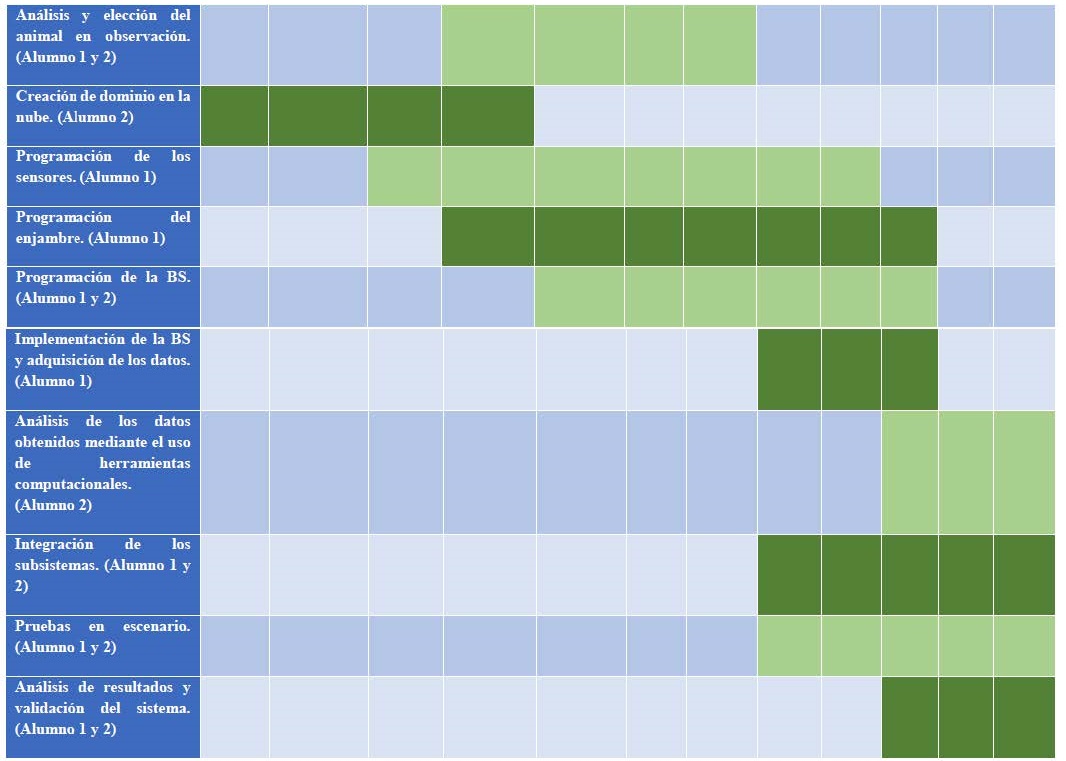 Análisis y elección del
animal en observación.
(Alumno 1 y 2)
Creación de dominio en la
nube. (Alumno 2)
Programación de los
sensores. (Alumno 1)
Programación del
enjambre. (Alumno 1)
Programación de la BS.
(Alumno 1 y 2)
Implementación de la BS
y adquisición de los datos.
(Alumno 1)
Análisis de los datos
obtenidos mediante el uso
de herramientas
computacionales.
(Alumno 2)
Integración de los
subsistemas. (Alumno 1 y
2)
Pruebas en escenario.
(Alumno 1 y 2)
Análisis de resultados y
validación del sistema.
(Alumno 1 y 2)